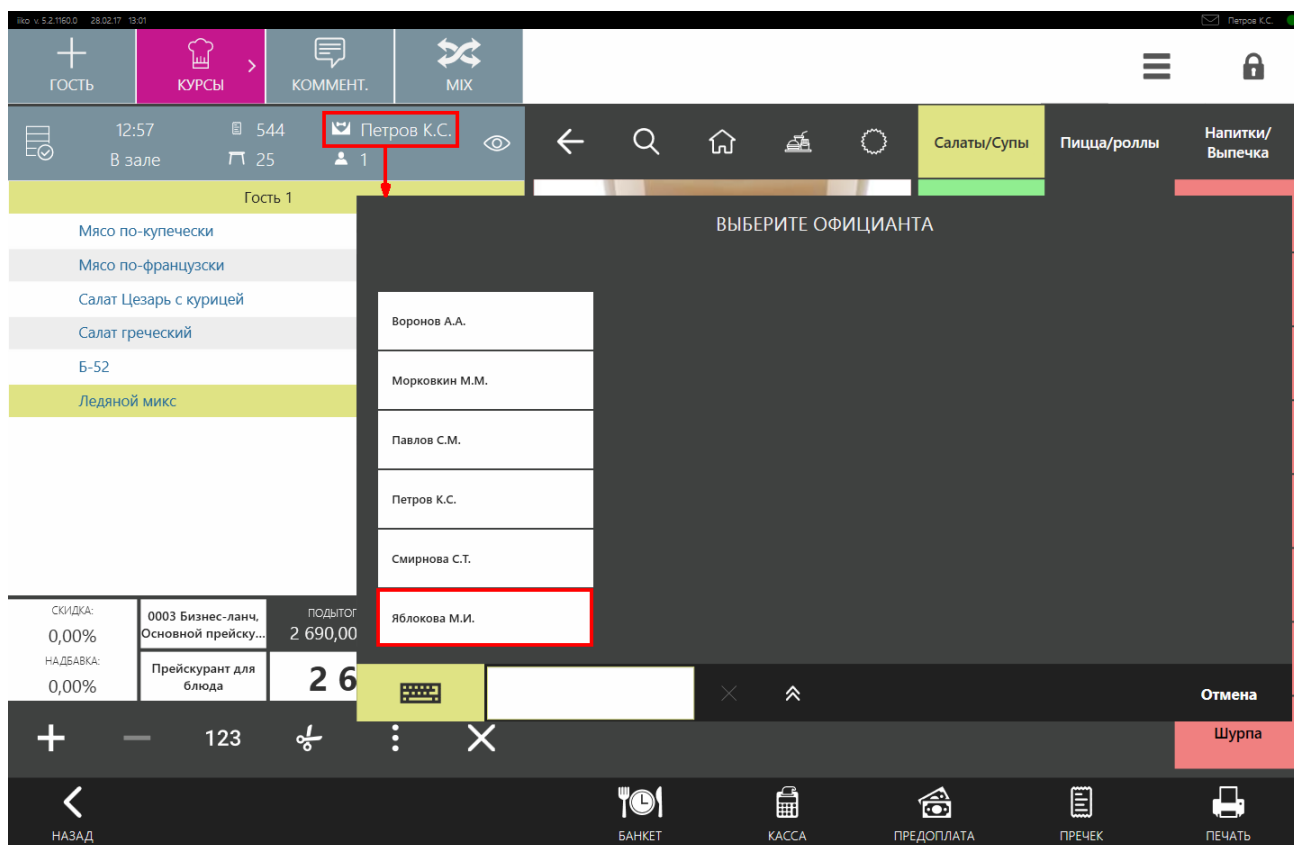 iiko v. 5.2.1160.0 28.02.17 13:01 Петров К.С.
ГОСТЬ КУРСЫ КОММЕНТ. MIX
12:57 544 Петров К.С.
В зале 25 1
Салаты/Супы Пицца/роллы Напитки/
Выпечка
Гость 1
Мясо по-купечески
Мясо по-французски
Салат Цезарь с курицей
Салат греческий
Б-52
Ледяной микс
ВЫБЕРИТЕ ОФИЦИАНТА
Воронов А.А.
Морковкин М.М.
Павлов С.М.
Петров К.С.
Смирнова С.Т.
Яблокова М.И.
СКИДКА:
0,00%
НАДБАВКА:
0,00%
0003 Бизнес-ланч,
Основной прейску...
Прейскурант для
блюда
ПОДЫТОГ
2 690,00
2 6
Отмена
123
Шурпа
НАЗАД БАНКЕТ КАССА ПРЕДОПЛАТА ПРЕЧЕК ПЕЧАТЬ